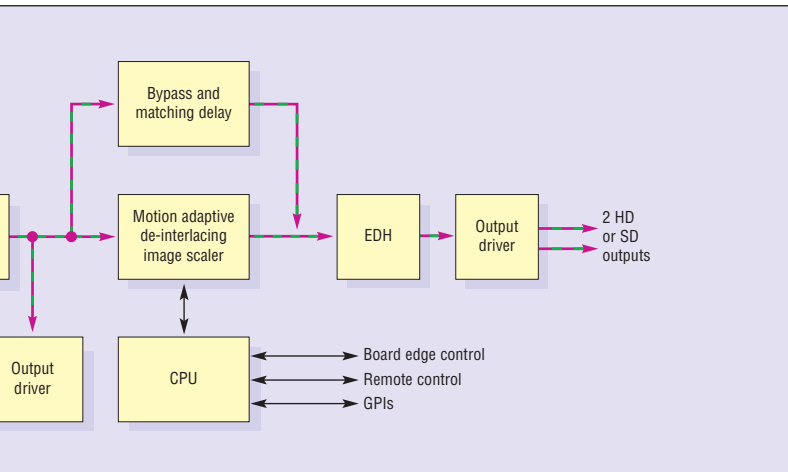 Bypass and
matching delay
Motion adaptive
de-interlacing
image scaler
EDH
Output
driver
2 HD
or SD
outputs
Output
driver
CPU
Board edge control
Remote control
GPIs